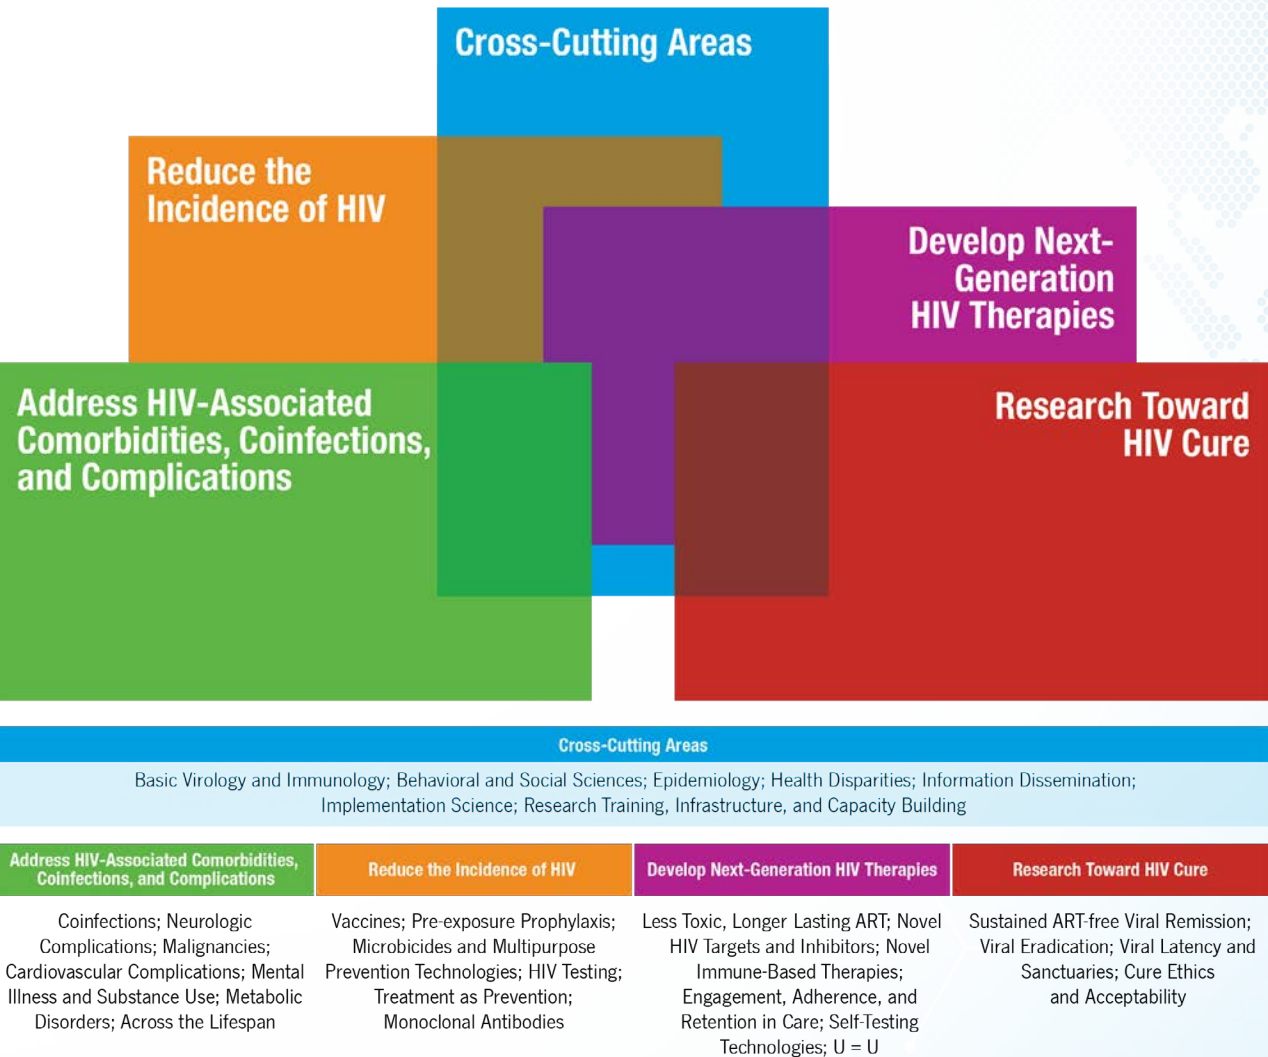 Cross-Cutting Areas
Reduce the
Incidence of HIV
Develop Next-
Generation
HIV Therapies
Address HIV-Associated
Comorbidities, Coinfections,
and Complications
Research Toward
HIV Cure
Cross-Cutting Areas
Basic Virology and Immunology; Behavioral and Social Sciences; Epidemiology; Health Disparities; Information Dissemination;
Implementation Science; Research Training, Infrastructure, and Capacity Building
Address HIV-Associated Comorbidities,
Coinfections, and Complications
Coinfections; Neurologic
Complications; Malignancies;
Cardiovascular Complications; Mental
Illness and Substance Use; Metabolic
Disorders; Across the Lifespan
Reduce the Incidence of HIV
Vaccines; Pre-exposure Prophylaxis;
Microbicides and Multipurpose
Prevention Technologies; HIV Testing;
Treatment as Prevention;
Monoclonal Antibodies
Develop Next-Generation HIV Therapies
Less Toxic, Longer Lasting ART; Novel
HIV Targets and Inhibitors; Novel
Immune-Based Therapies;
Engagement, Adherence, and
Retention in Care; Self-Testing
Technologies; U = U
Research Toward HIV Cure
Sustained ART-free Viral Remission;
Viral Eradication; Viral Latency and
Sanctuaries; Cure Ethics
and Acceptability